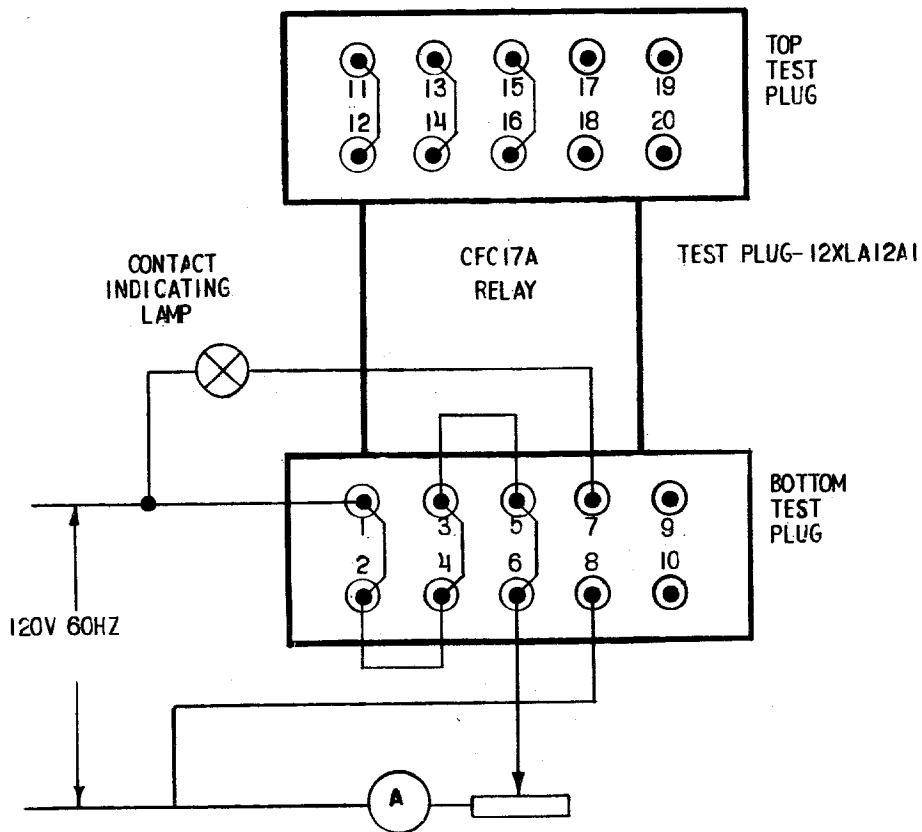 TOP
TEST
PLUG
11 13 15 17 19
12 14 16 18 20
CONTACT
INDICATING
LAMP
CFC17A
RELAY
TEST PLUG-12XLA12A1
BOTTOM
TEST
PLUG
1 3 5 7 9
2 4 6 8 10
120V 60HZ
A